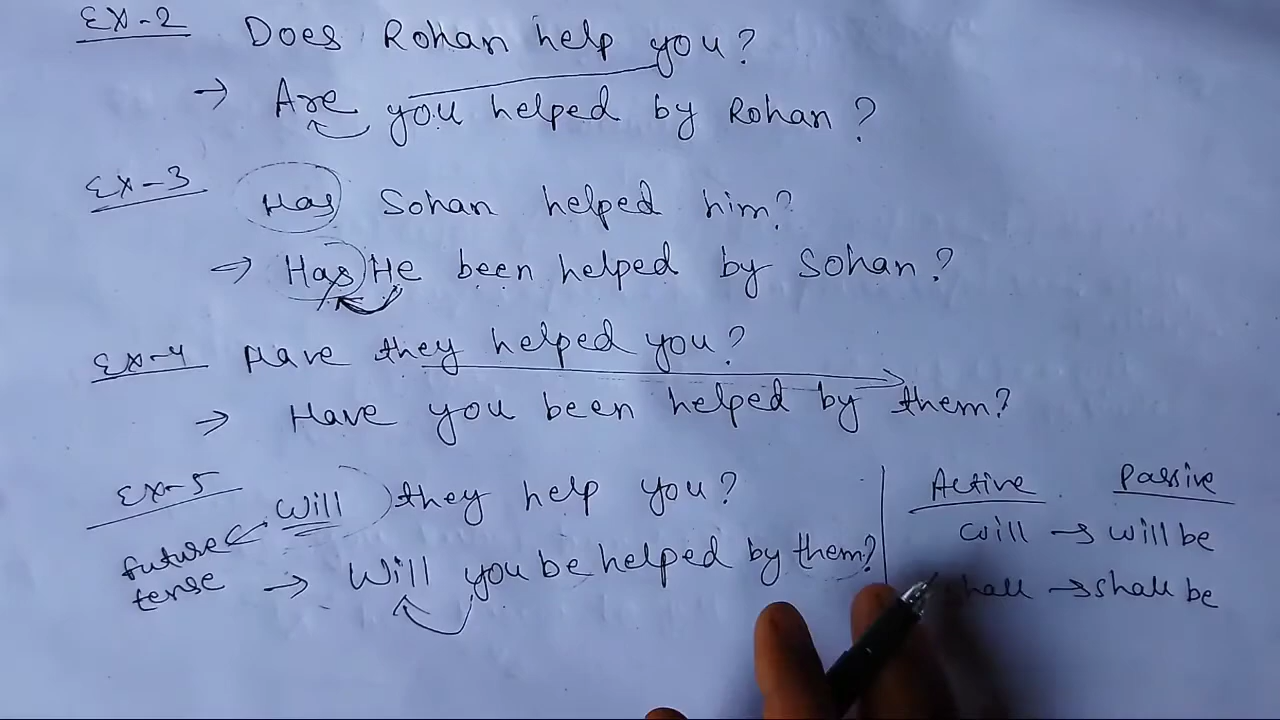 Ex-2 Does Rohan help you?
→ Are you helped by Rohan?
Ex-3 Has Sohan helped him?
→ Has He been helped by Sohan?
Ex-4 Have they helped you?
→ Have you been helped by them?
Ex-5 Will they help you?
future tense
→ Will you be helped by them?
Active Passive
will → will be
shall → shall be